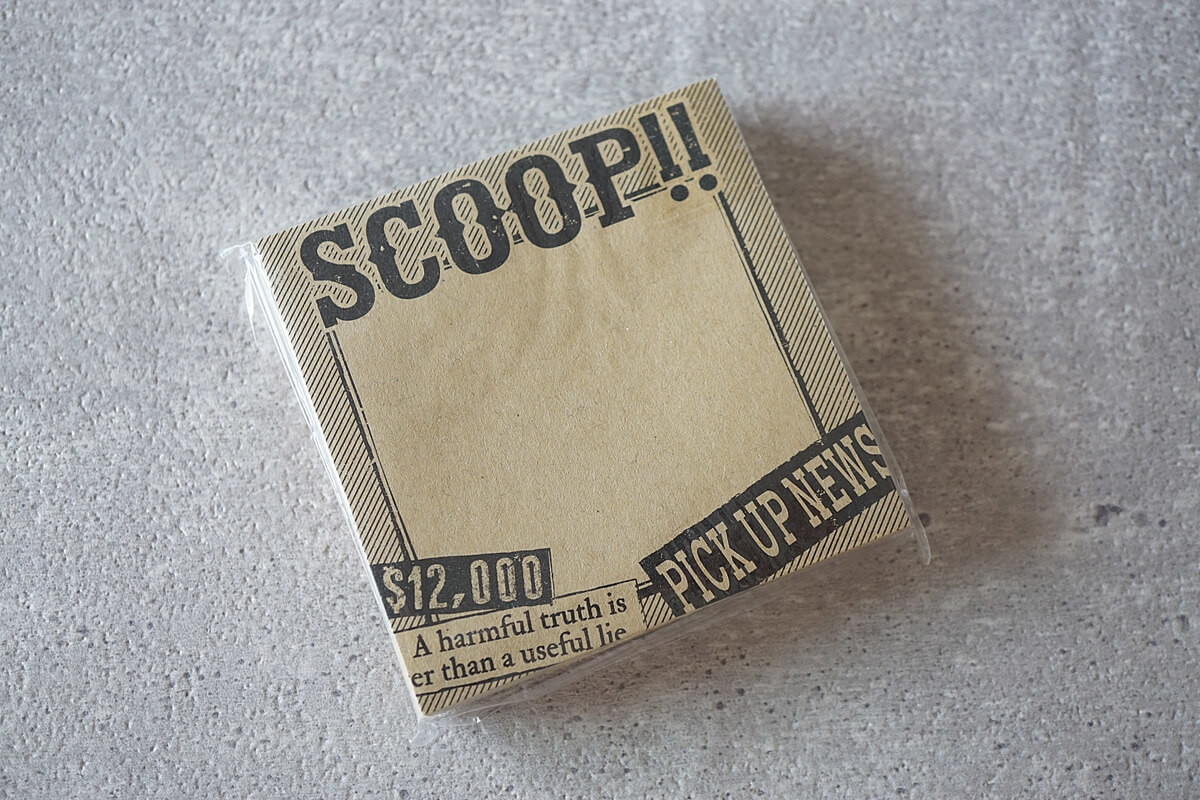 SCOOP!!
PICK UP NEWS
$12,000
A harmful truth is
er than a useful lie